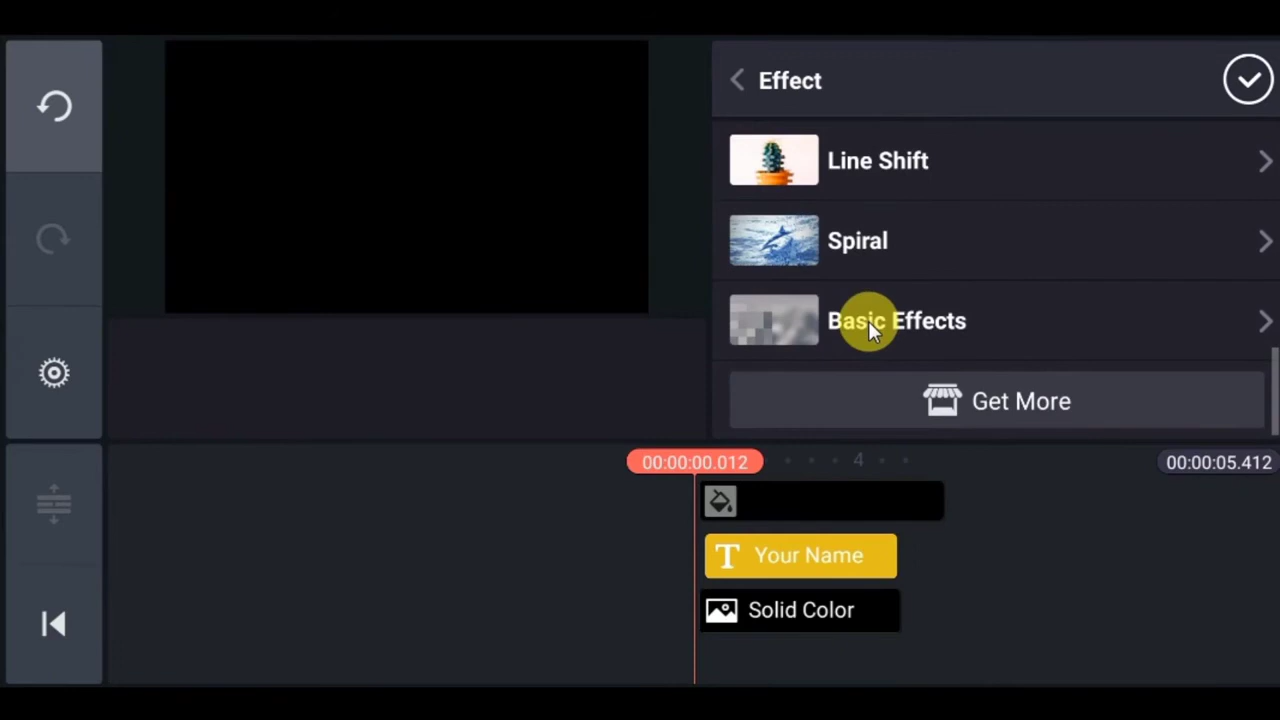 Effect
Line Shift
Spiral
Basic Effects
Get More
00:00:00.012
4
00:00:05.412
T Your Name
Solid Color